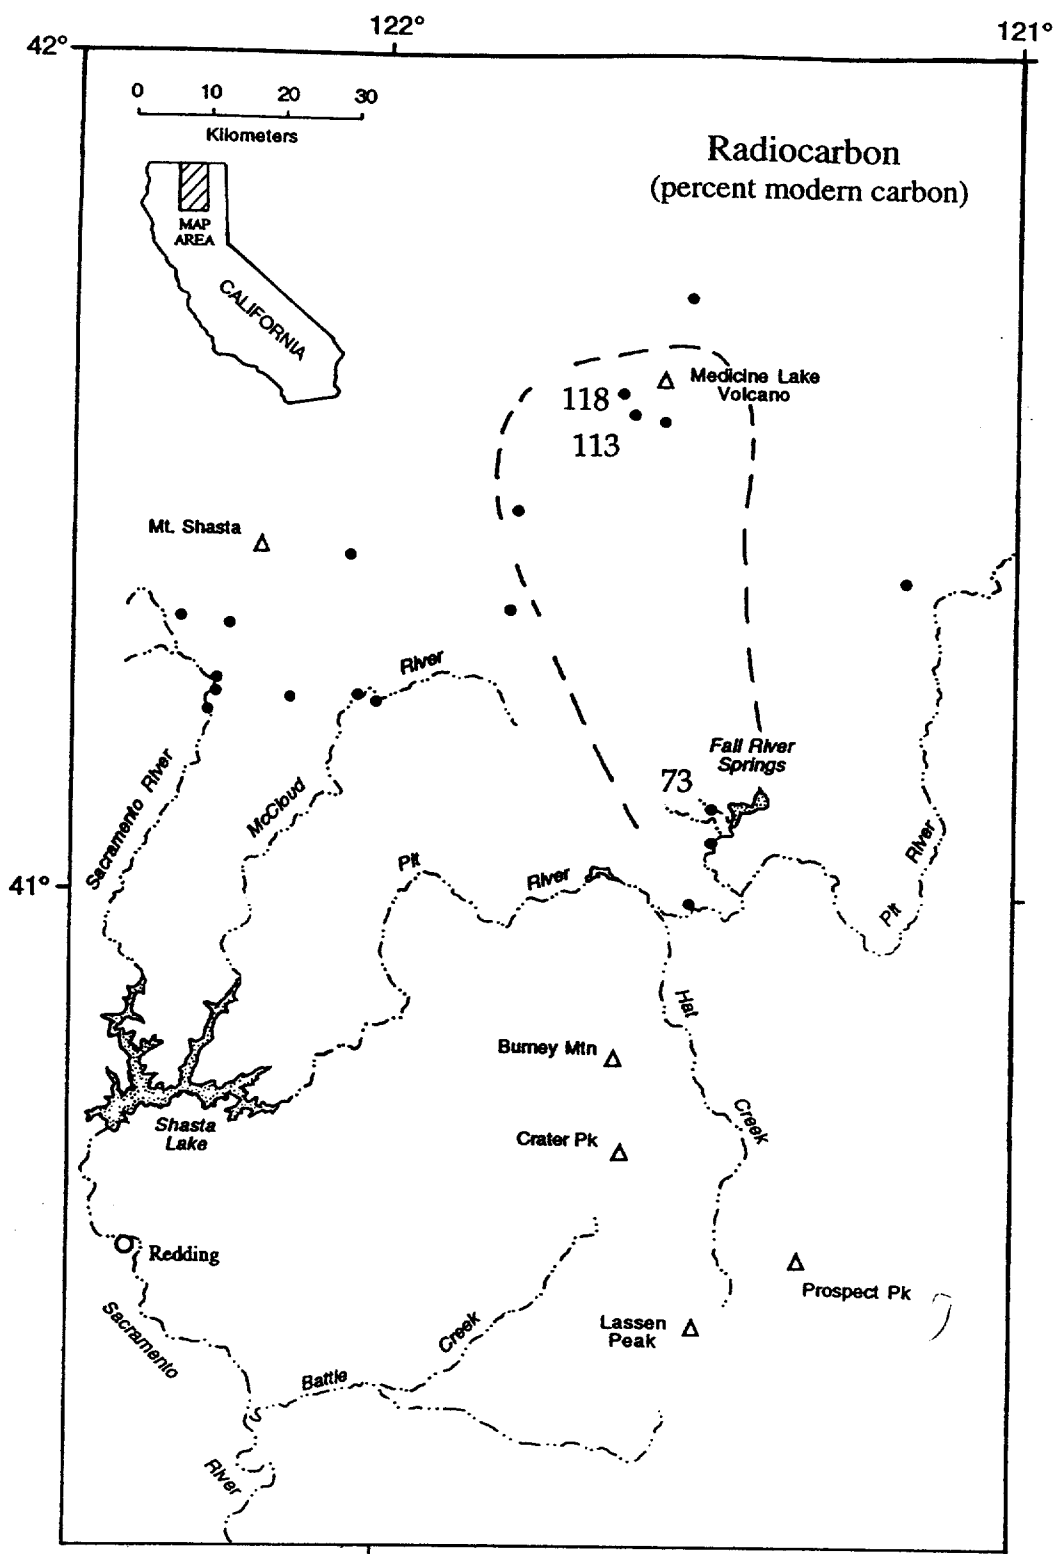 122°
121°
42°
0 10 20 30
Kilometers
Radiocarbon
(percent modern carbon)
MAP
AREA
CALIFORNIA
Medicine Lake
Volcano
118
113
Mt. Shasta
River
McCloud
Sacramento River
Fall River
Springs
73
41°
Pit
River
River
Pit
Hat
Creek
Burney Mtn
Crater Pk
Shasta
Lake
Redding
Sacramento
River
Prospect Pk
Lassen
Peak
Creek
Battle